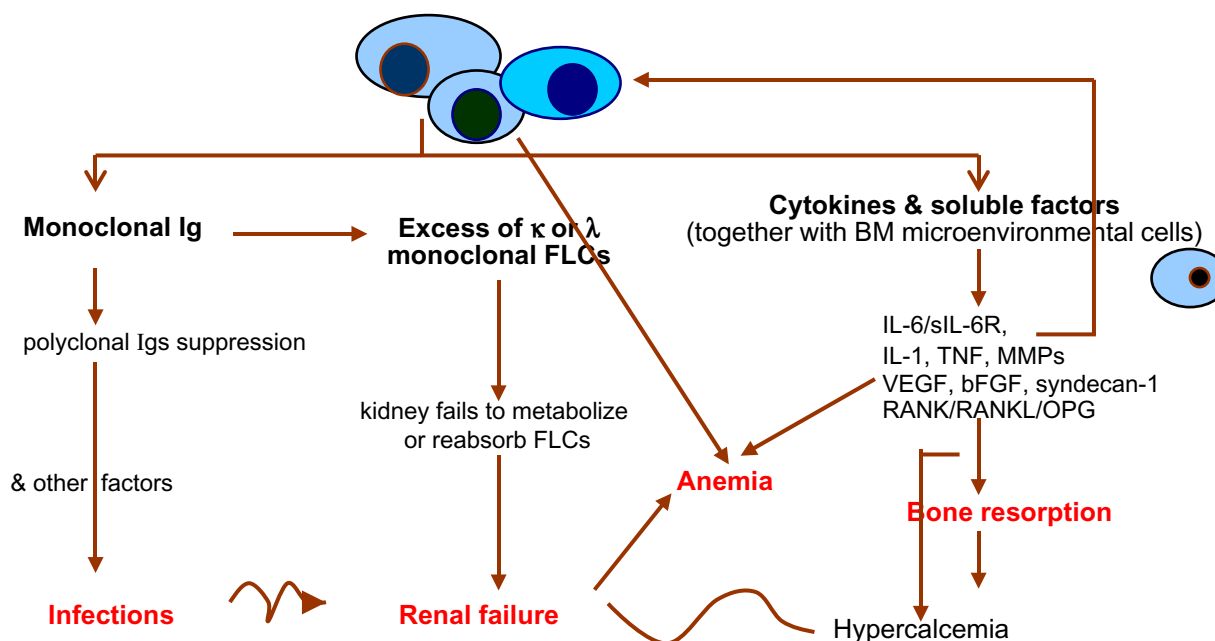 Monoclonal Ig
Excess of κ or λ
monoclonal FLCs
Cytokines & soluble factors
(together with BM microenvironmental cells)
polyclonal Igs suppression
IL-6/sIL-6R,
IL-1, TNF, MMPs
VEGF, bFGF, syndecan-1
RANK/RANKL/OPG
kidney fails to metabolize
or reabsorb FLCs
& other factors
Anemia
Bone resorption
Infections
Renal failure
Hypercalcemia